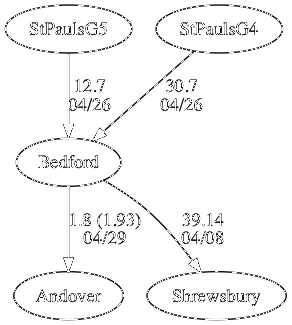 StPaulsG5 StPaulsG4
12.7 30.7
04/26 04/26
Bedford
1.8 (1.93) 39.14
04/29 04/08
Andover Shrewsbury